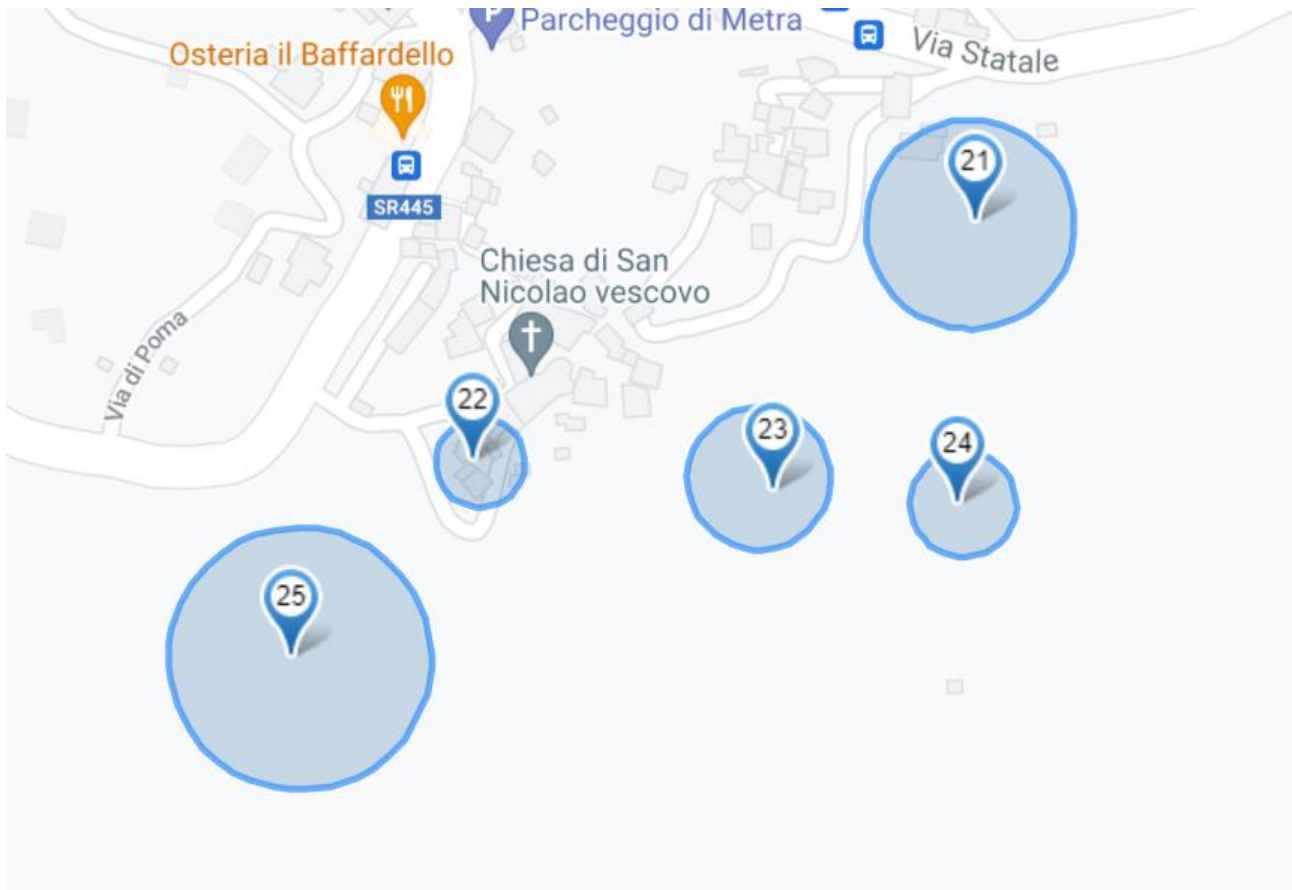 P
Parcheggio di Metra
Osteria il Baffardello
Via Statale
21
SR445
Chiesa di San
Nicolao vescovo
Via di Poma
22
23
24
25